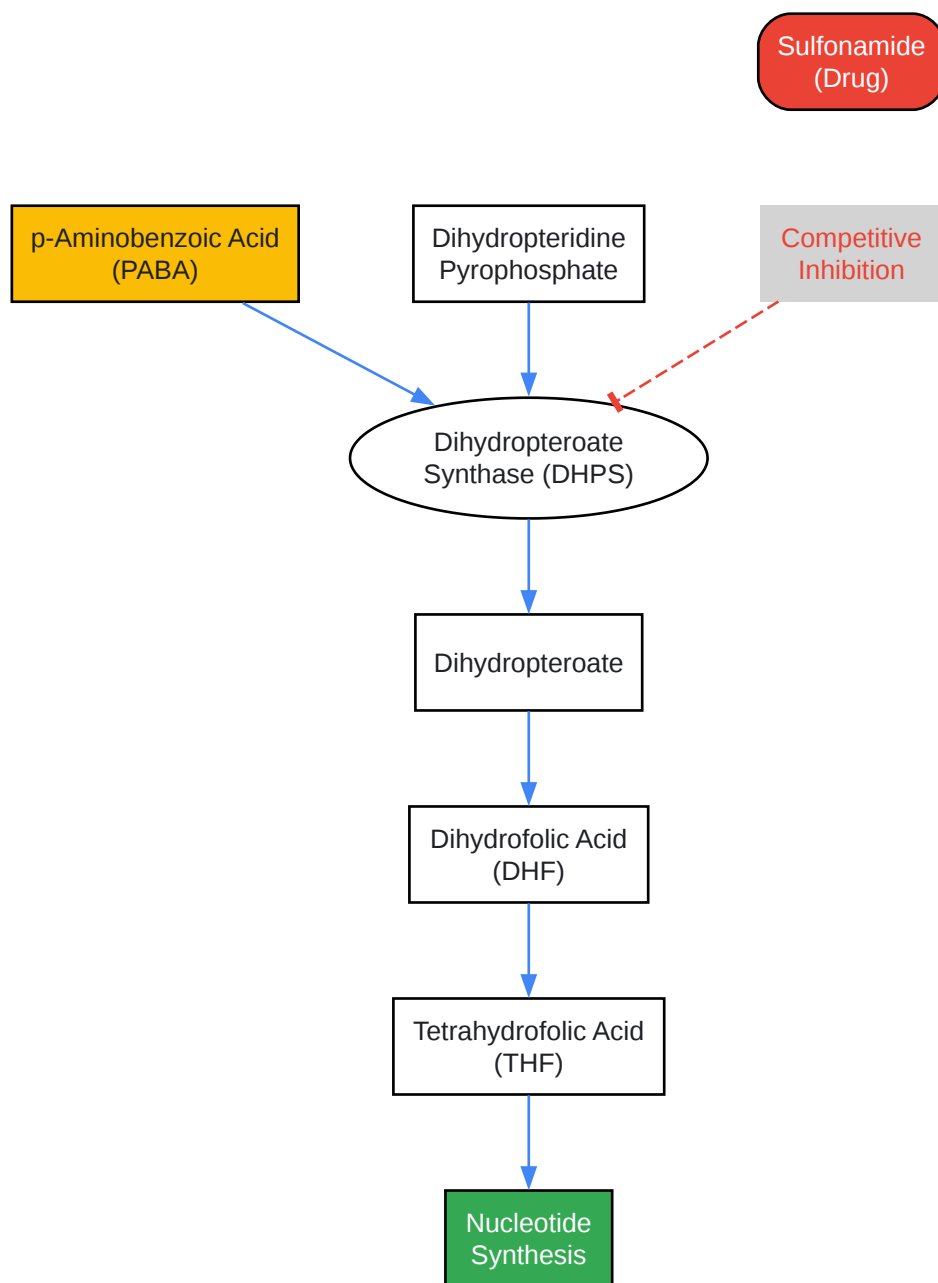 Sulfonamide
(Drug)
p-Aminobenzoic Acid
(PABA)
Dihydropteridine
Pyrophosphate
Competitive
Inhibition
Dihydropteroate
Synthase (DHPS)
Dihydropteroate
Dihydrofolic Acid
(DHF)
Tetrahydrofolic Acid
(THF)
Nucleotide
Synthesis